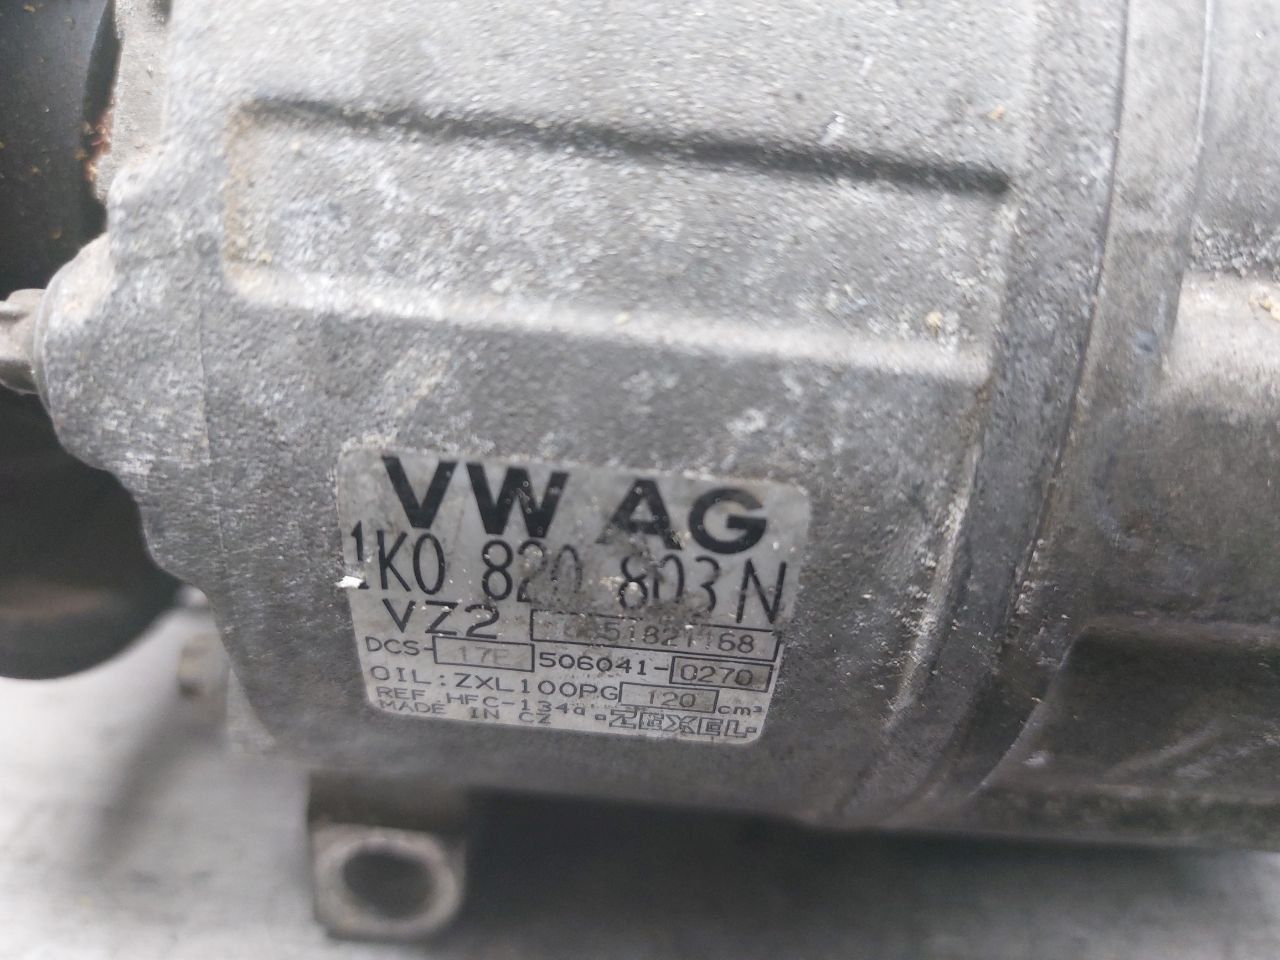 VW AG
1K0 820 803 N
VZ2
DCS-17E 506041-0270
OIL: ZXL100PG 120 cm³
REF. HFC-134a
MADE IN CZ ZEXEL